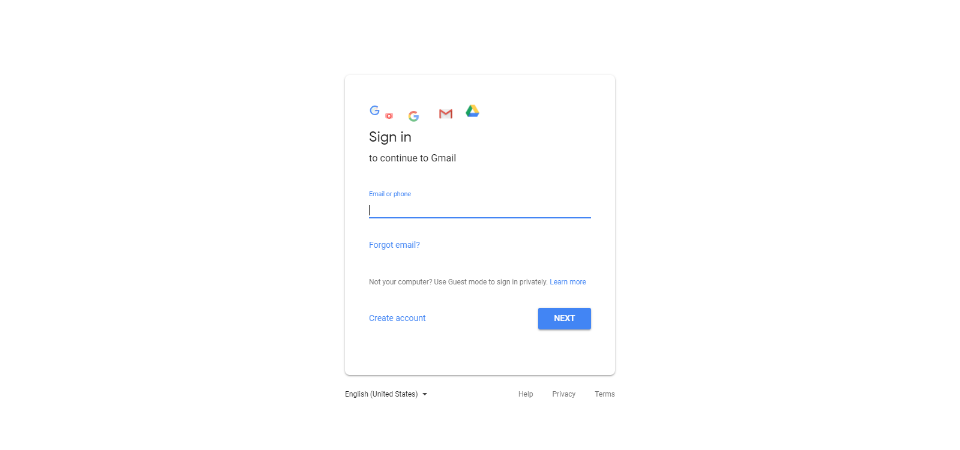 Sign in
to continue to Gmail
Email or phone
Forgot email?
Not your computer? Use Guest mode to sign in privately. Learn more
Create account
NEXT
English (United States)
Help
Privacy
Terms